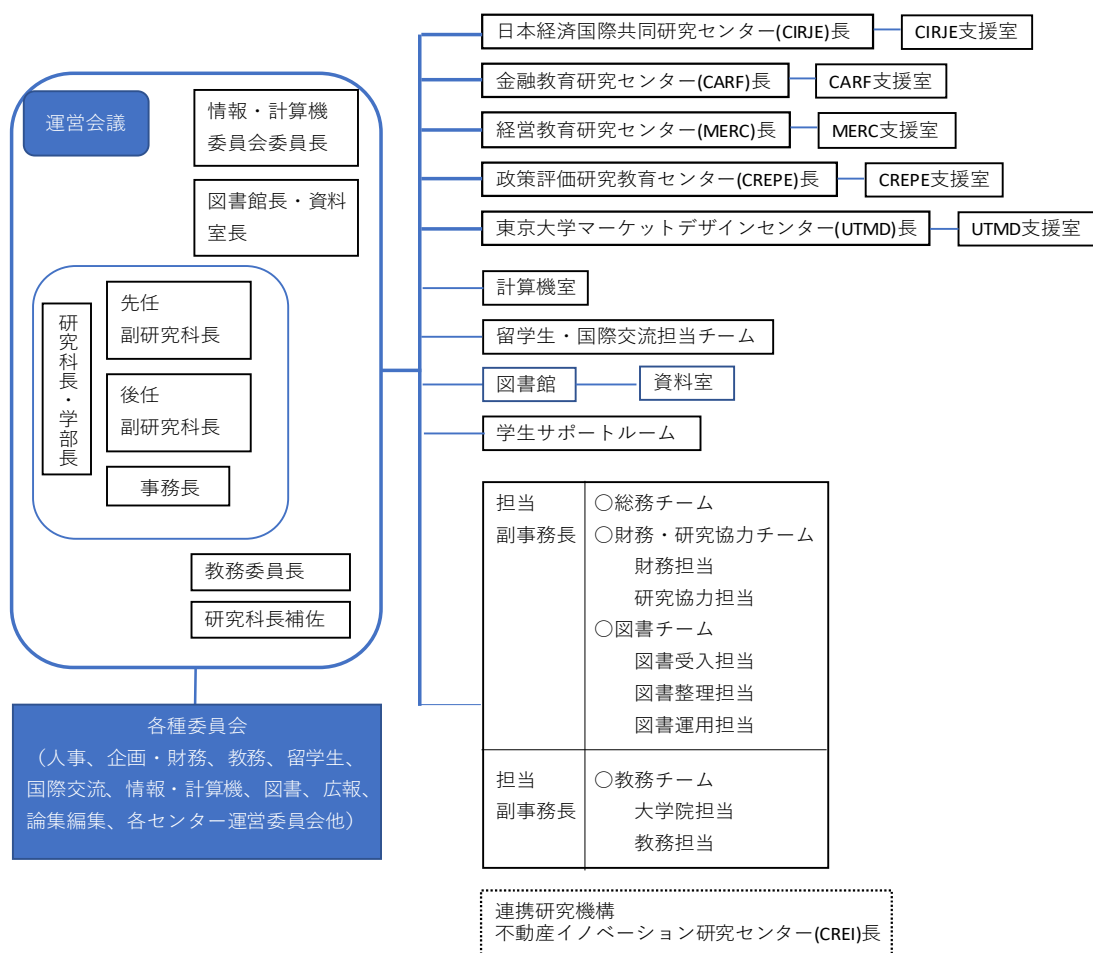 運営会議
情報・計算機
委員会委員長
図書館長・資料
室長
研究科長・学部長
先任
副研究科長
後任
副研究科長
事務長
教務委員長
研究科長補佐
各種委員会
（人事、企画・財務、教務、留学生、
国際交流、情報・計算機、図書、広報、
論集編集、各センター運営委員会他）
日本経済国際共同研究センター(CIRJE)長
CIRJE支援室
金融教育研究センター(CARF)長
CARF支援室
経営教育研究センター(MERC)長
MERC支援室
政策評価研究教育センター(CREPE)長
CREPE支援室
東京大学マーケットデザインセンター(UTMD)長
UTMD支援室
計算機室
留学生・国際交流担当チーム
図書館
資料室
学生サポートルーム
担当
副事務長
○総務チーム
○財務・研究協力チーム
財務担当
研究協力担当
○図書チーム
図書受入担当
図書整理担当
図書運用担当
担当
副事務長
○教務チーム
大学院担当
教務担当
連携研究機構
不動産イノベーション研究センター(CREI)長